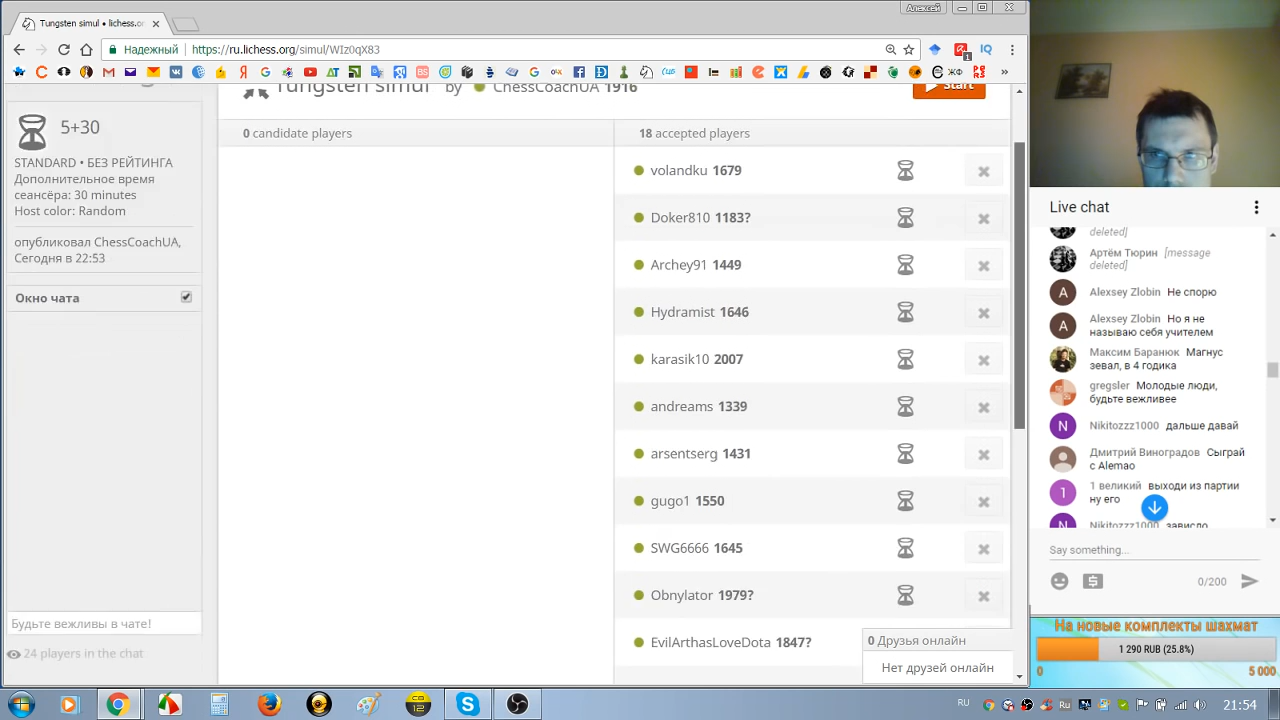 Алексей
Tungsten simul • lichess.or
Надежный
https://ru.lichess.org/simul/WIz0qX83
Tungsten simul by ChessCoachUA 1916
Start
5+30
STANDARD • БЕЗ РЕЙТИНГА
Дополнительное время
сеансёра: 30 minutes
Host color: Random
опубликовал ChessCoachUA,
Сегодня в 22:53
Окно чата
Будьте вежливы в чате!
24 players in the chat
0 candidate players
18 accepted players
volandku 1679
Doker810 1183?
Archey91 1449
Hydramist 1646
karasik10 2007
andreams 1339
arsentserg 1431
gugo1 1550
SWG6666 1645
Obnylator 1979?
EvilArthasLoveDota 1847?
0 Друзья онлайн
Нет друзей онлайн
Live chat
deleted]
Артём Тюрин [message
deleted]
Alexsey Zlobin Не спорю
Alexsey Zlobin Но я не
называю себя учителем
Максим Баранюк Магнус
зевал, в 4 годика
gregsler Молодые люди,
будьте вежливее
Nikitozzz1000 дальше давай
Дмитрий Виноградов Сыграй
с Alemao
1 великий выходи из партии
ну его
Nikitozzz1000 зависло
Say something...
0/200
На новые комплекты шахмат
1 290 RUB (25.8%)
0
5 000
RU
21:54